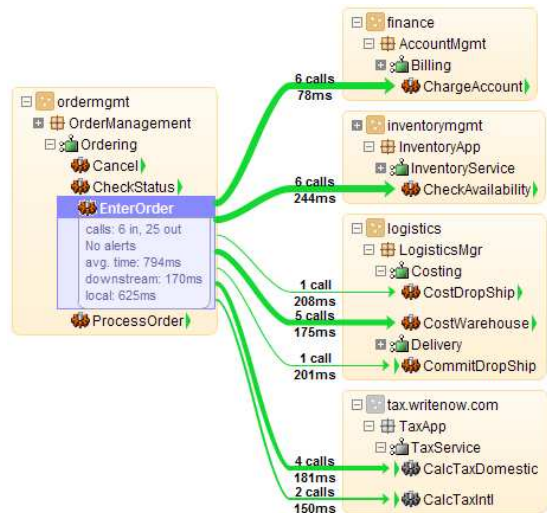 ordermgmt
OrderManagement
Ordering
Cancel
CheckStatus
EnterOrder
calls: 6 in, 25 out
No alerts
avg. time: 794ms
downstream: 170ms
local: 625ms
ProcessOrder
6 calls
78ms
6 calls
244ms
1 call
208ms
5 calls
175ms
1 call
201ms
4 calls
181ms
2 calls
150ms
finance
AccountMgmt
Billing
ChargeAccount
inventorymgmt
InventoryApp
InventoryService
CheckAvailability
logistics
LogisticsMgr
Costing
CostDropShip
CostWarehouse
Delivery
CommitDropShip
tax.writenow.com
TaxApp
TaxService
CalcTaxDomestic
CalcTaxIntl